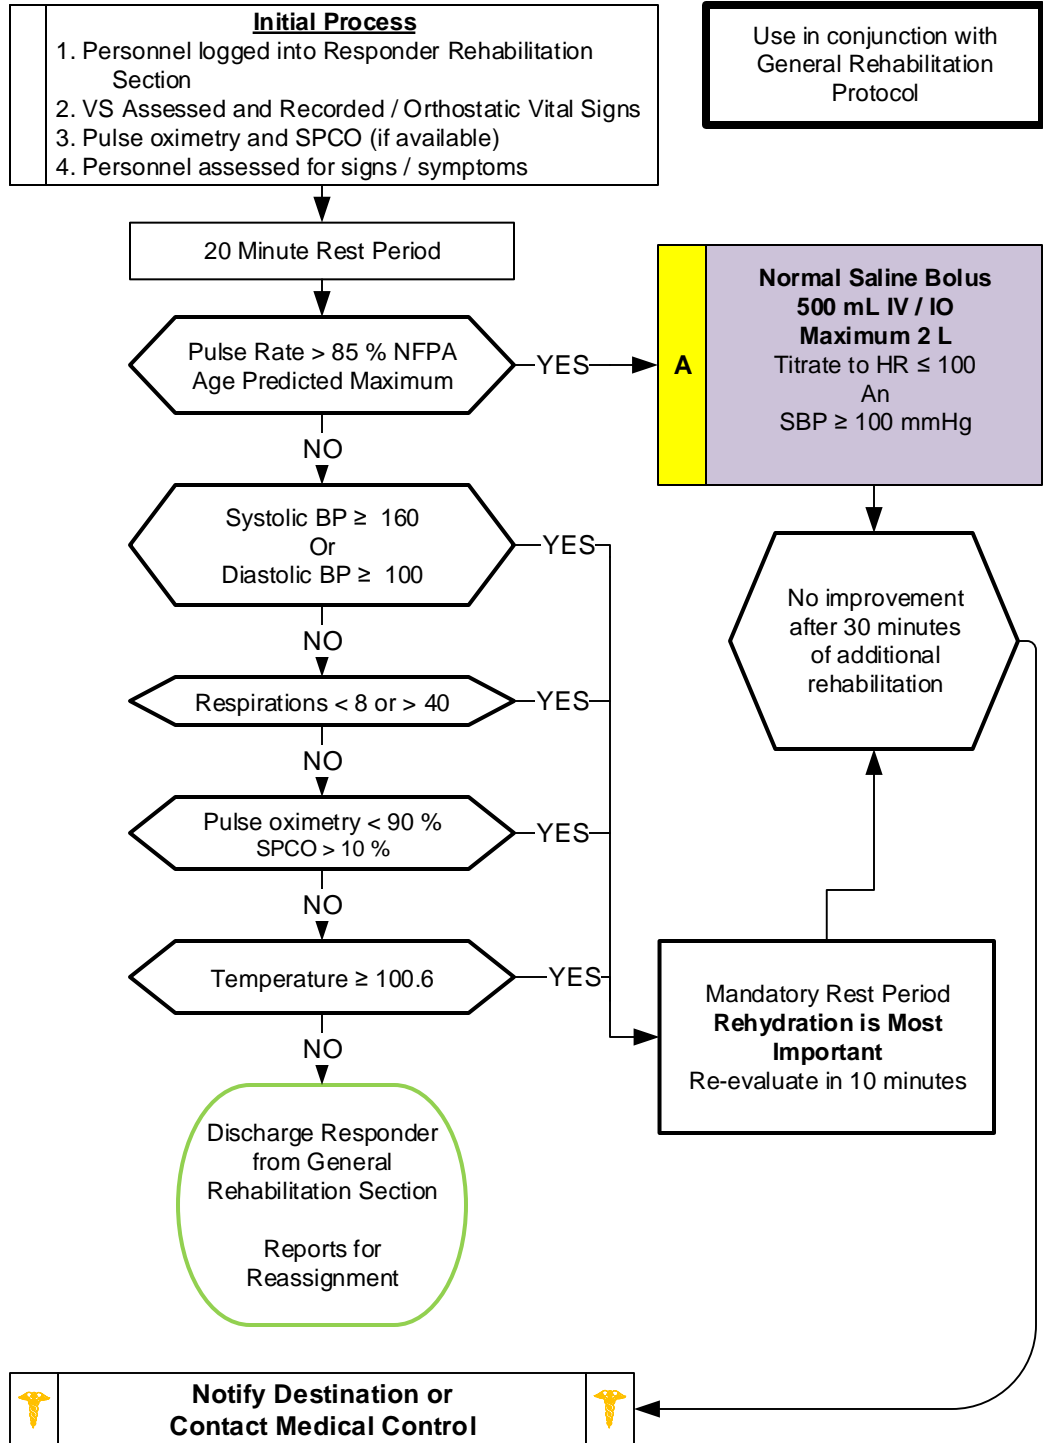 Initial Process
1. Personnel logged into Responder Rehabilitation
Section
2. VS Assessed and Recorded / Orthostatic Vital Signs
3. Pulse oximetry and SPCO (if available)
4. Personnel assessed for signs / symptoms
Use in conjunction with
General Rehabilitation
Protocol
20 Minute Rest Period
Pulse Rate > 85 % NFPA
Age Predicted Maximum
YES
A
Normal Saline Bolus
500 mL IV / IO
Maximum 2 L
Titrate to HR ≤ 100
An
SBP ≥ 100 mmHg
NO
Systolic BP ≥ 160
Or
Diastolic BP ≥ 100
YES
No improvement
after 30 minutes
of additional
rehabilitation
NO
Respirations < 8 or > 40
YES
NO
Pulse oximetry < 90 %
SPCO > 10 %
YES
NO
Temperature ≥ 100.6
YES
Mandatory Rest Period
Rehydration is Most
Important
Re-evaluate in 10 minutes
NO
Discharge Responder
from General
Rehabilitation Section
Reports for
Reassignment
Notify Destination or
Contact Medical Control